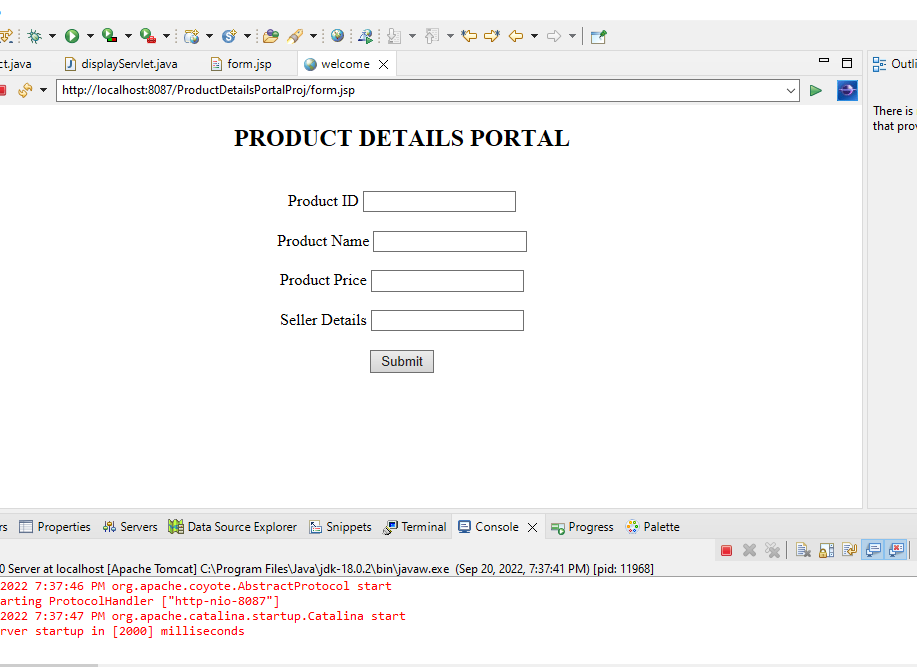 ct.java displayServlet.java form.jsp welcome Outli
http://localhost:8087/ProductDetailsPortalProj/form.jsp
There is
that prov
PRODUCT DETAILS PORTAL
Product ID
Product Name
Product Price
Seller Details
Submit
rs Properties Servers Data Source Explorer Snippets Terminal Console Progress Palette
0 Server at localhost [Apache Tomcat] C:\Program Files\Java\jdk-18.0.2\bin\javaw.exe (Sep 20, 2022, 7:37:41 PM) [pid: 11968]
2022 7:37:46 PM org.apache.coyote.AbstractProtocol start
arting ProtocolHandler ["http-nio-8087"]
2022 7:37:47 PM org.apache.catalina.startup.Catalina start
rver startup in [2000] milliseconds